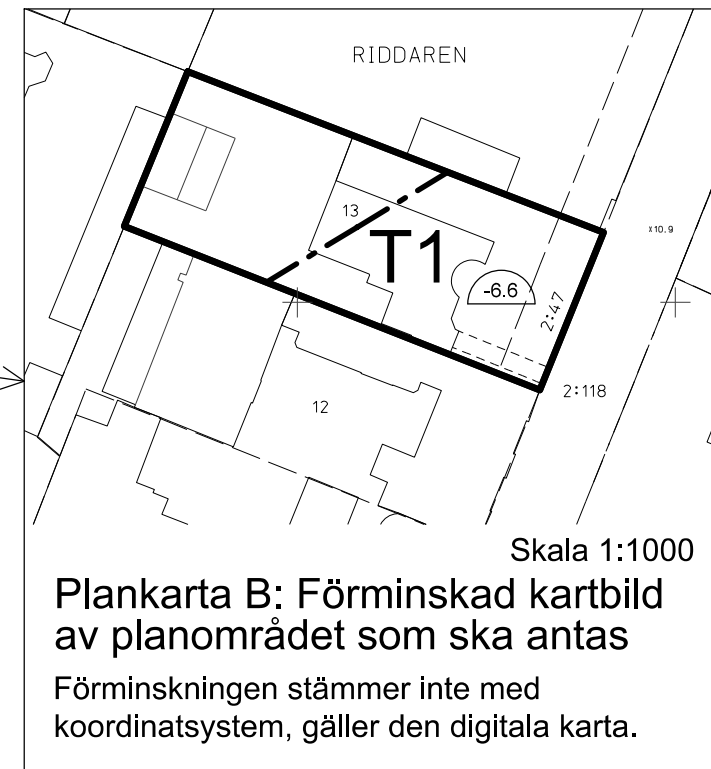 RIDDAREN
x10.9
13
T1
-6.6
2:47
2:118
12
Skala 1:1000
Plankarta B: Förminskad kartbild
av planområdet som ska antas
Förminskningen stämmer inte med
koordinatsystem, gäller den digitala karta.